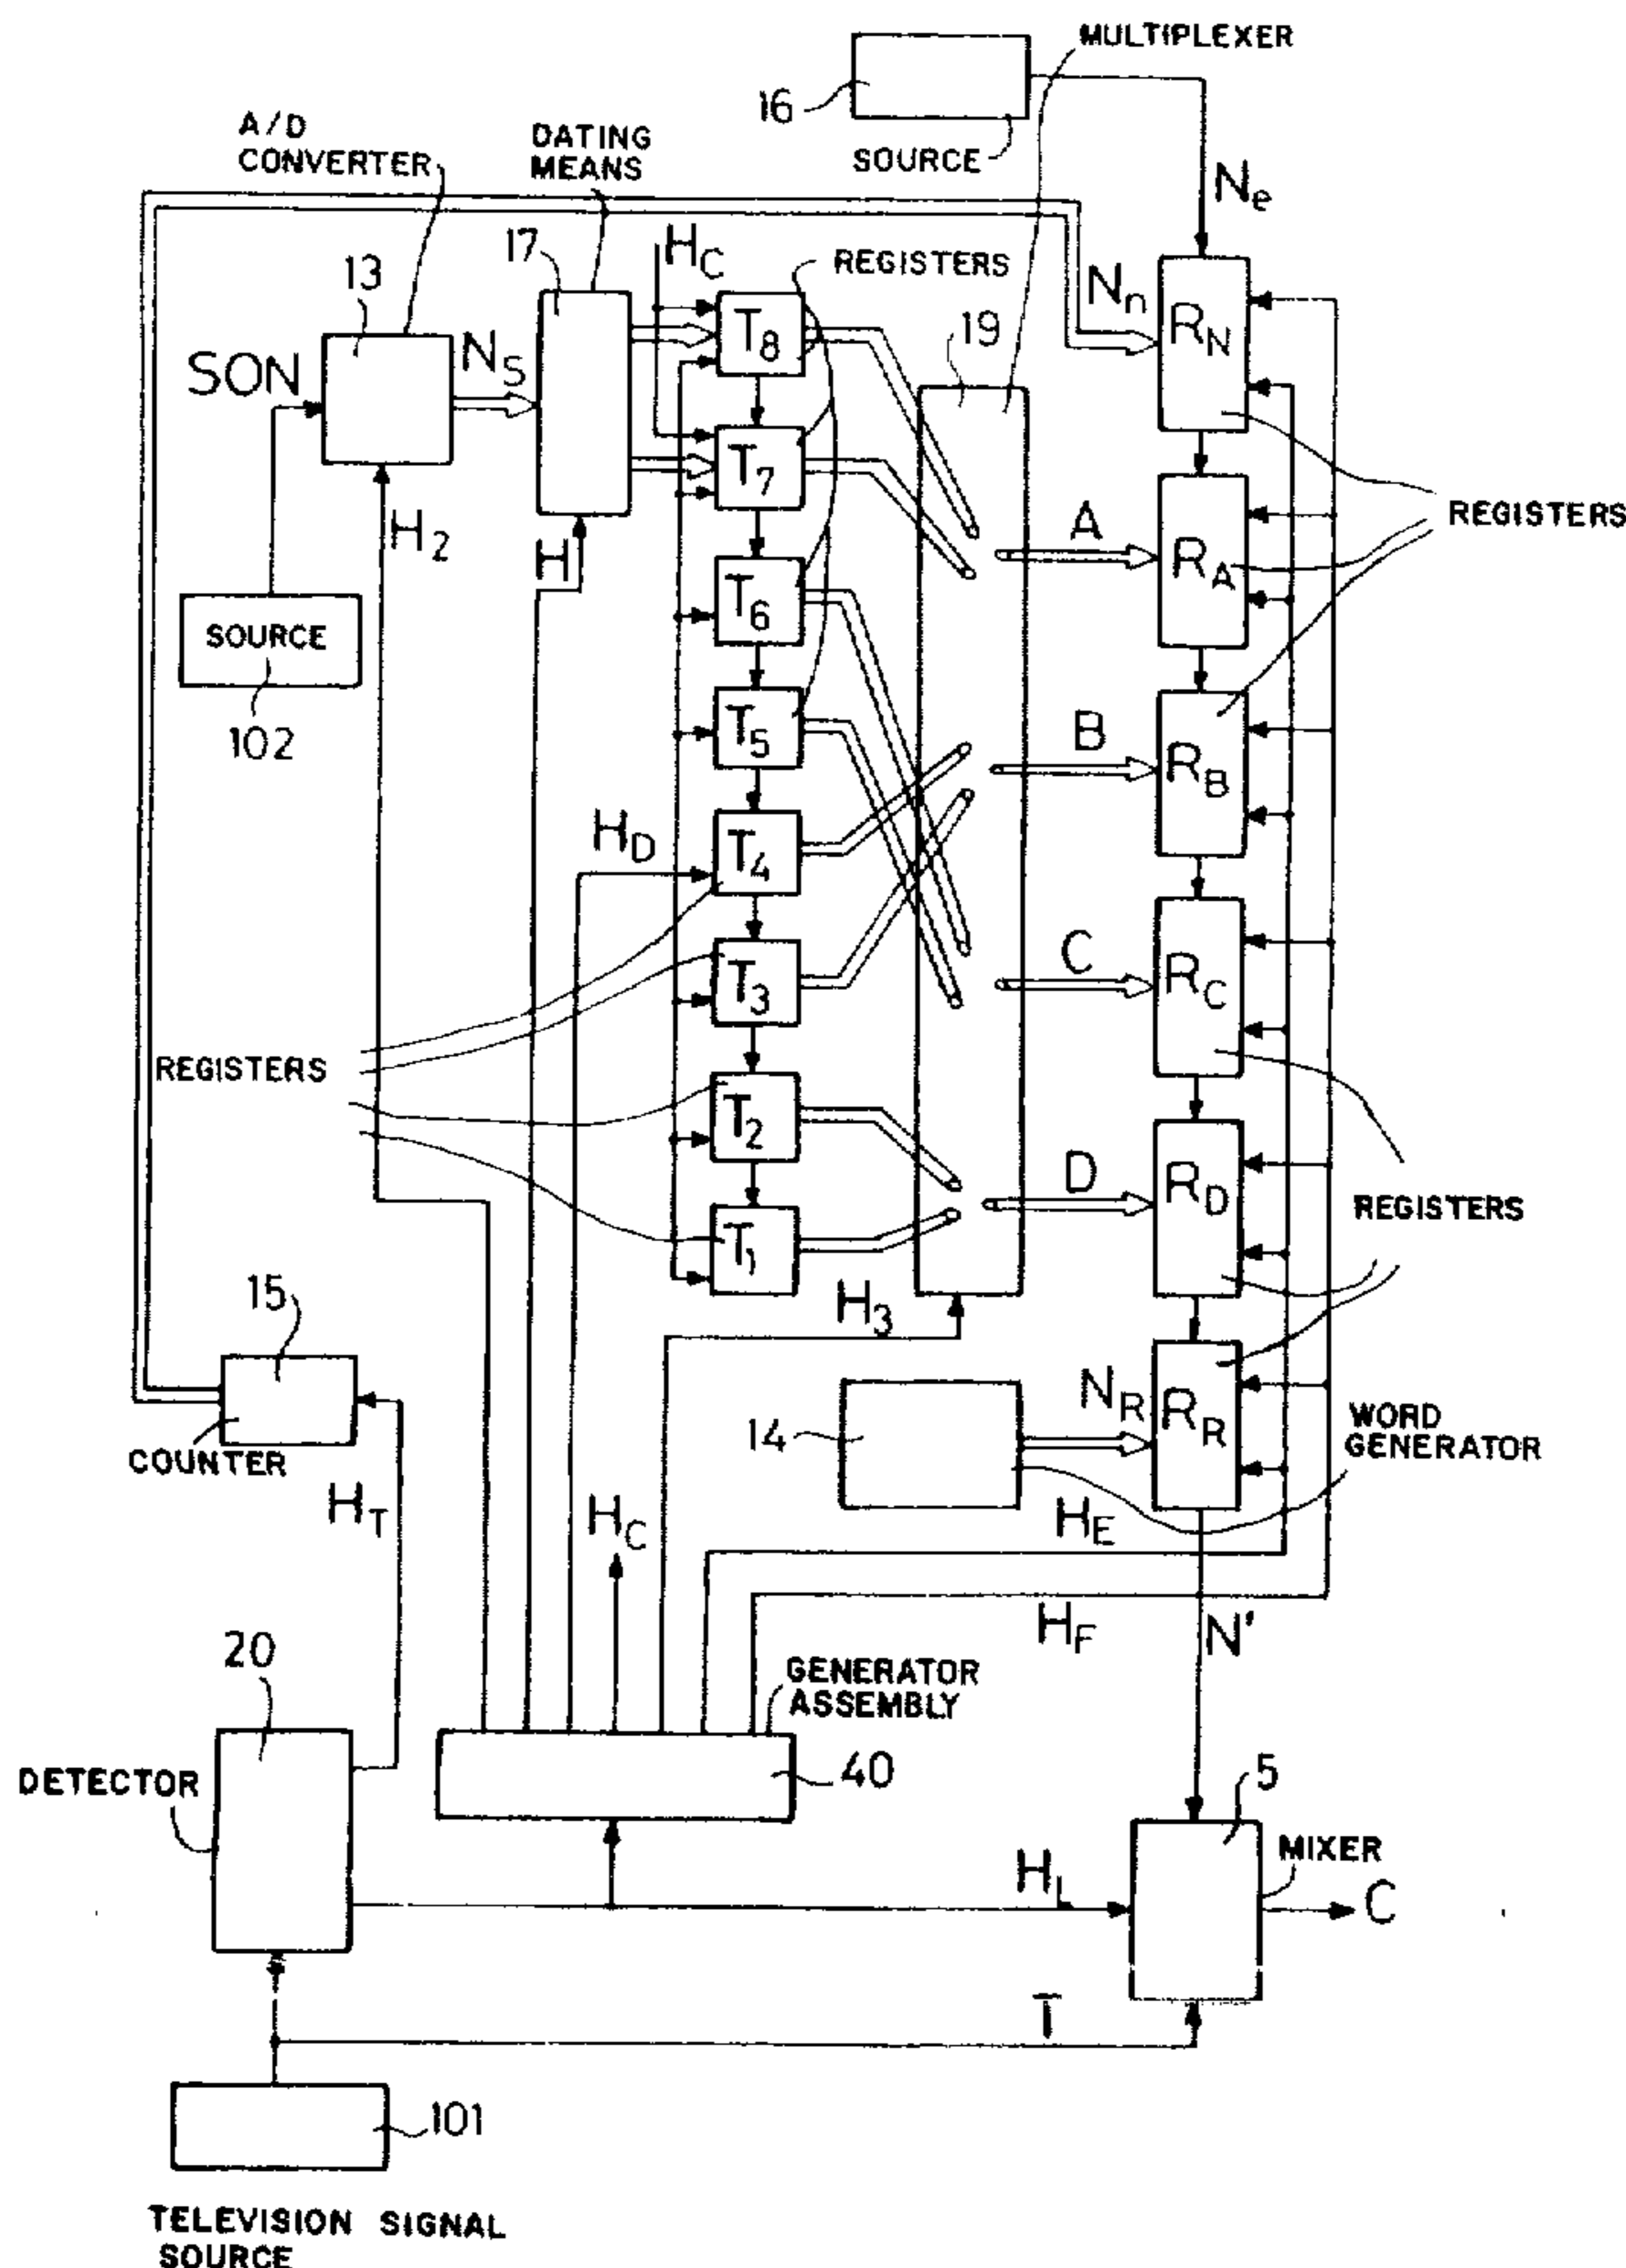 MULTIPLEXER
16
SOURCE
A/D
CONVERTER
DATING
MEANS
Ne
13
17
HC
REGISTERS
Nn
RN
SON
NS
T8
19
T7
H2
H
A
RA
REGISTERS
SOURCE
102
T6
T5
B
RB
HD
T4
C
RC
T3
REGISTERS
T2
D
RD
REGISTERS
T1
H3
15
COUNTER
14
NR
RR
WORD
GENERATOR
HT
HC
HE
HF
N'
20
DETECTOR
GENERATOR
ASSEMBLY
40
5
MIXER
HL
C
T
101
TELEVISION SIGNAL
SOURCE